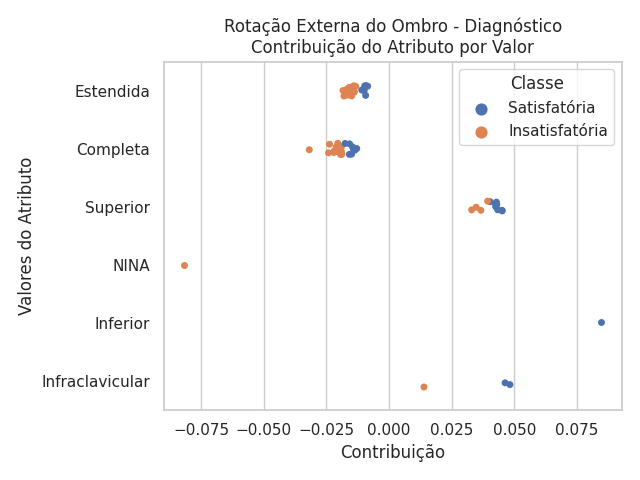 Rotação Externa do Ombro - Diagnóstico
Contribuição do Atributo por Valor
Classe
Satisfatória
Insatisfatória
Valores do Atributo
Estendida
Completa
Superior
NINA
Inferior
Infraclavicular
−0.075
−0.050
−0.025
0.000
0.025
0.050
0.075
Contribuição